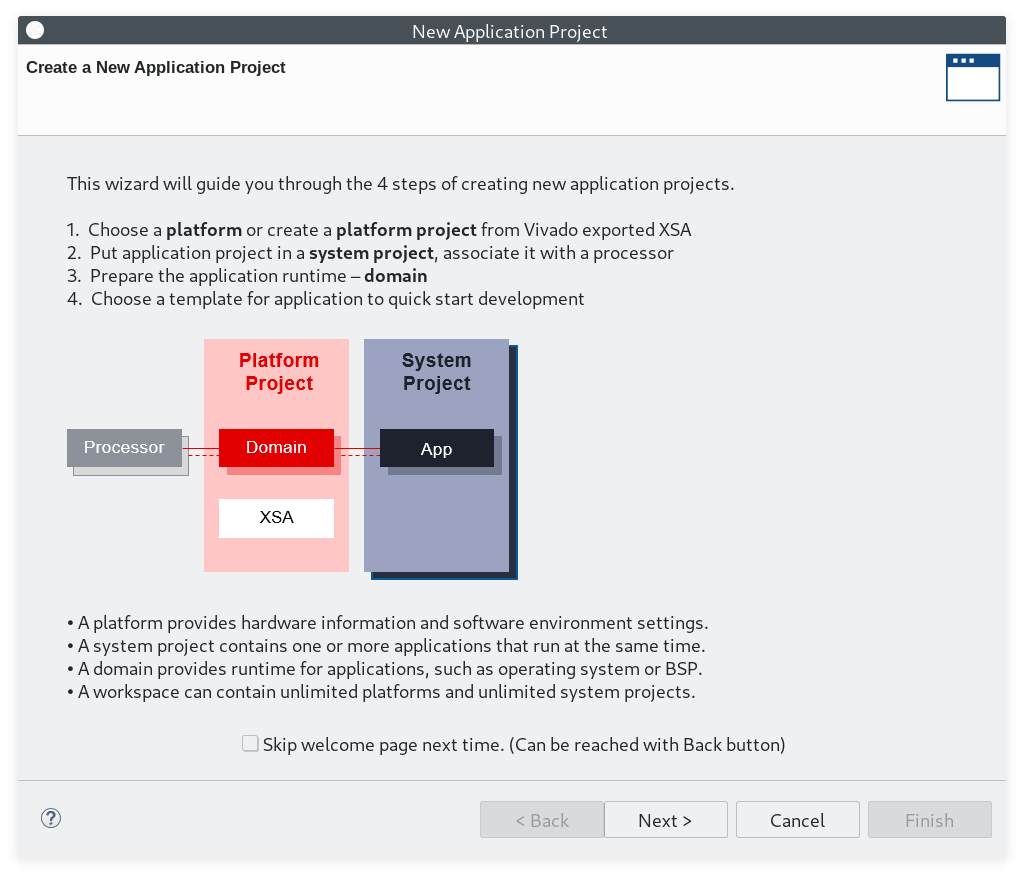 New Application Project
Create a New Application Project
This wizard will guide you through the 4 steps of creating new application projects.
1. Choose a platform or create a platform project from Vivado exported XSA
2. Put application project in a system project, associate it with a processor
3. Prepare the application runtime – domain
4. Choose a template for application to quick start development
Platform
Project
System
Project
Processor
Domain
App
XSA
• A platform provides hardware information and software environment settings.
• A system project contains one or more applications that run at the same time.
• A domain provides runtime for applications, such as operating system or BSP.
• A workspace can contain unlimited platforms and unlimited system projects.
Skip welcome page next time. (Can be reached with Back button)
?
< Back
Next >
Cancel
Finish